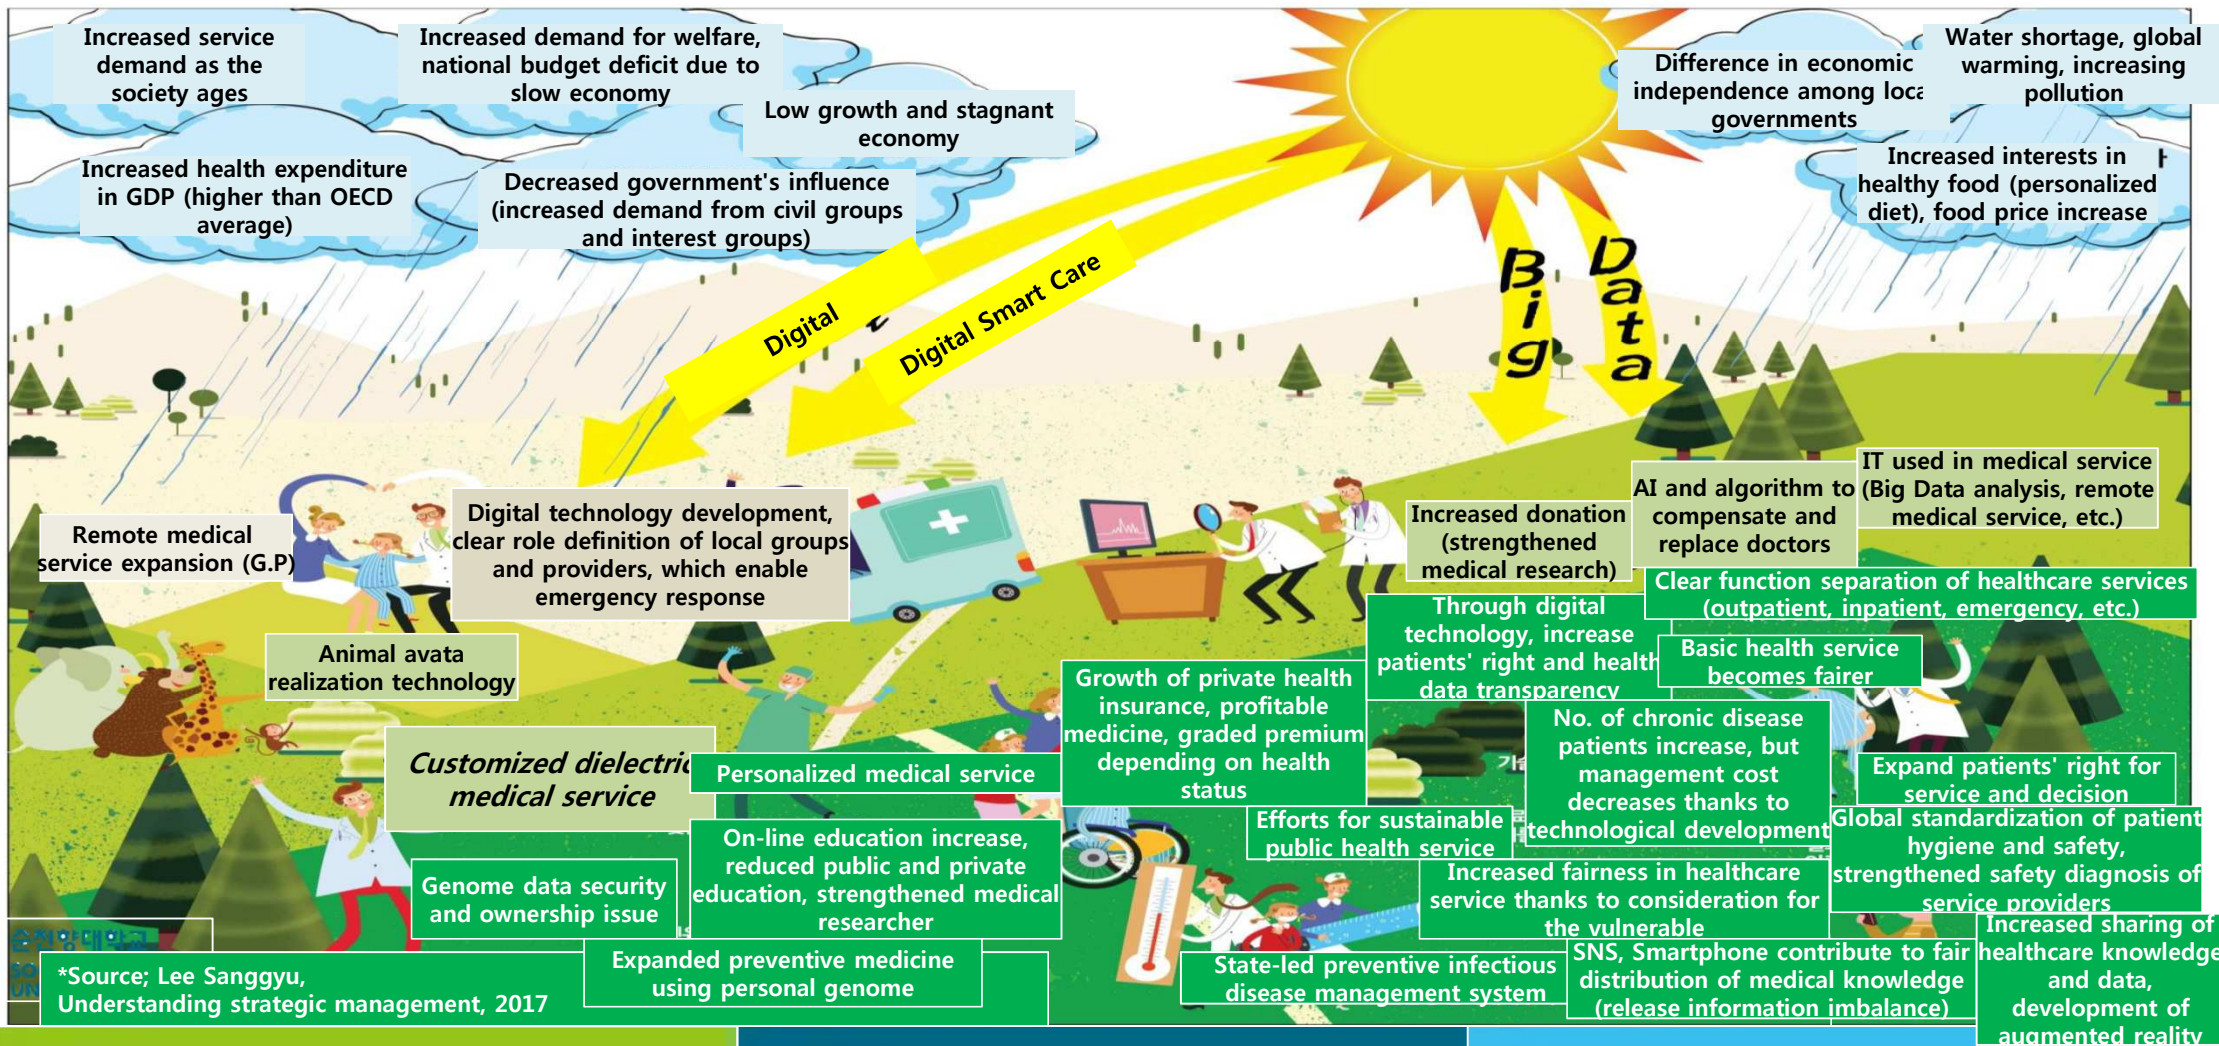 Increased service
demand as the
society ages
Increased demand for welfare,
national budget deficit due to
slow economy
Low growth and stagnant
economy
Difference in economic
independence among loca
governments
Water shortage, global
warming, increasing
pollution
Increased health expenditure
in GDP (higher than OECD
average)
Decreased government's influence
(increased demand from civil groups
and interest groups)
Increased interests in
healthy food (personalized
diet), food price increase
Digital
Digital Smart Care
Big
Data
Remote medical
service expansion (G.P)
Digital technology development,
clear role definition of local groups
and providers, which enable
emergency response
Animal avata
realization technology
Increased donation
(strengthened
medical research)
AI and algorithm to
compensate and
replace doctors
IT used in medical service
(Big Data analysis, remote
medical service, etc.)
Clear function separation of healthcare services
(outpatient, inpatient, emergency, etc.)
Through digital
technology, increase
patients' right and health
data transparency
Basic health service
becomes fairer
Growth of private health
insurance, profitable
medicine, graded premium
depending on health
status
No. of chronic disease
patients increase, but
management cost
decreases thanks to
technological development
Expand patients' right for
service and decision
Customized dielectric
medical service
Personalized medical service
On-line education increase,
reduced public and private
education, strengthened medical
researcher
Efforts for sustainable
public health service
Global standardization of patient
hygiene and safety,
strengthened safety diagnosis of
service providers
Genome data security
and ownership issue
Increased fairness in healthcare
service thanks to consideration for
the vulnerable
Expanded preventive medicine
using personal genome
State-led preventive infectious
disease management system
SNS, Smartphone contribute to fair
distribution of medical knowledge
(release information imbalance)
Increased sharing of
healthcare knowledge
and data,
development of
augmented reality
순천향대학교
*Source; Lee Sanggyu,
Understanding strategic management, 2017